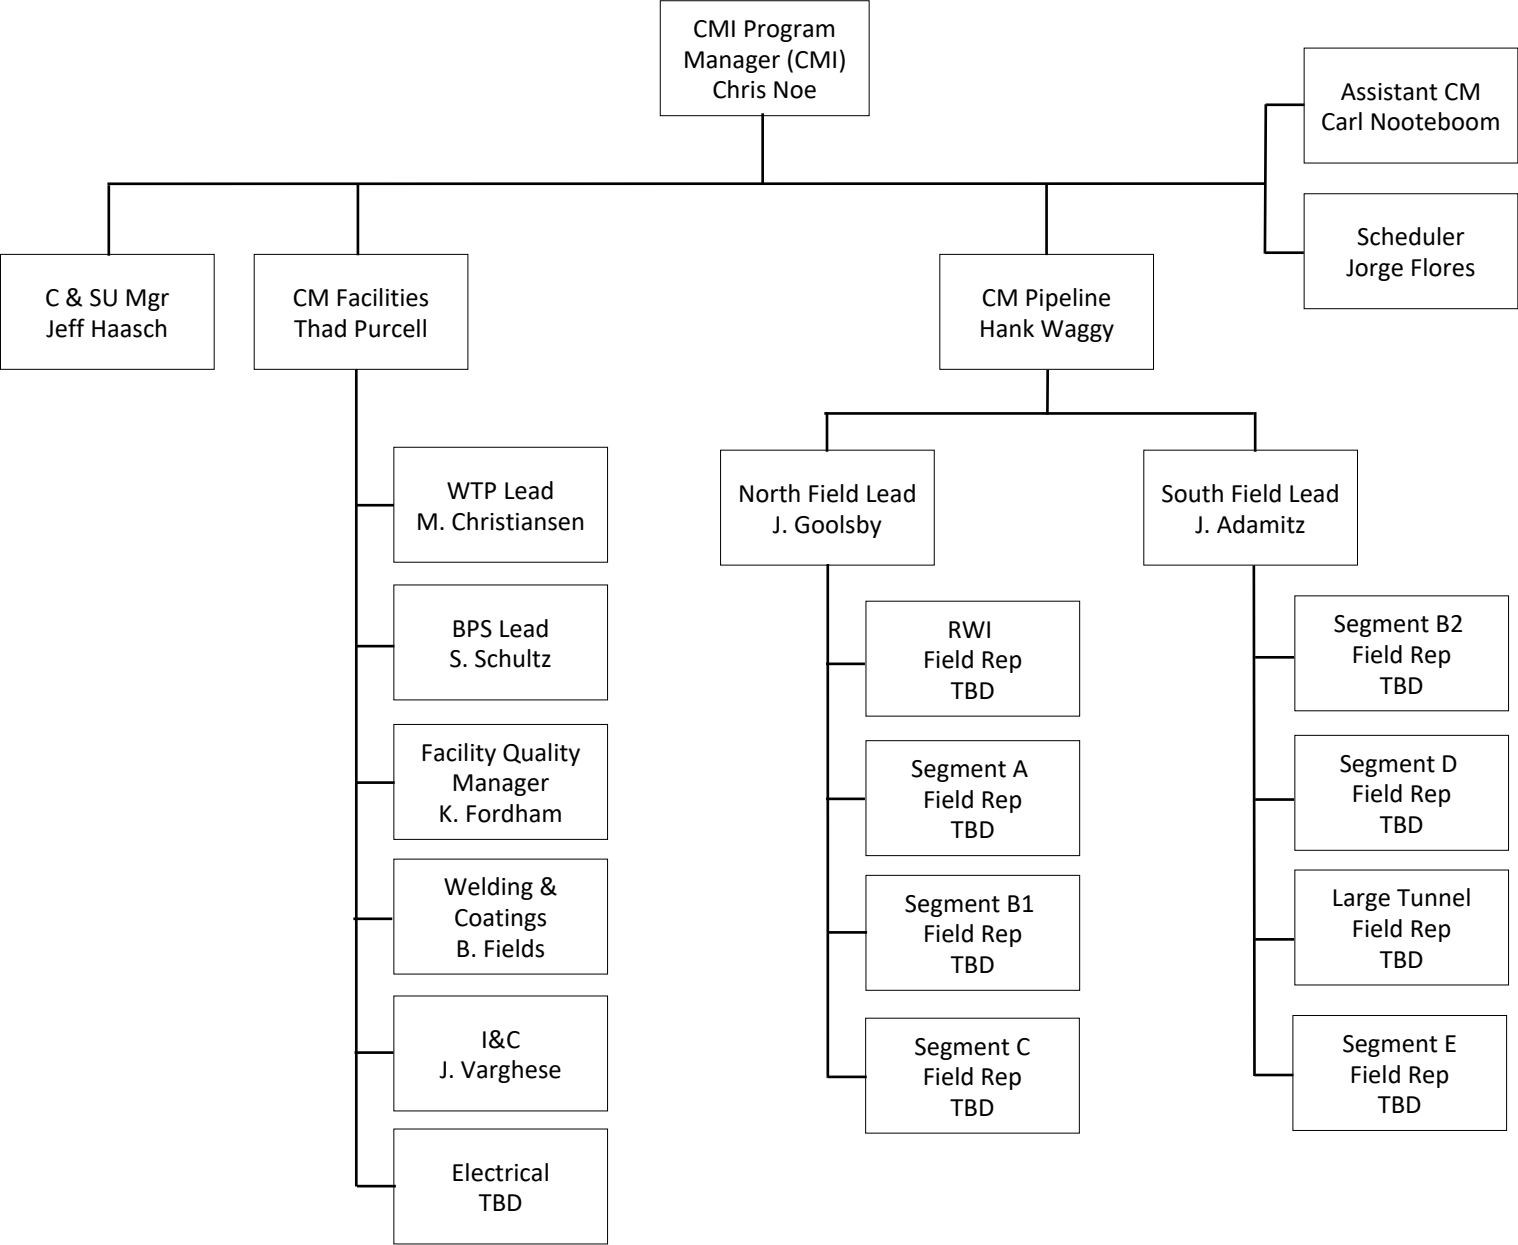 CMI Program
Manager (CMI)
Chris Noe
Assistant CM
Carl Nooteboom
Scheduler
Jorge Flores
C & SU Mgr
Jeff Haasch
CM Facilities
Thad Purcell
CM Pipeline
Hank Waggy
WTP Lead
M. Christiansen
BPS Lead
S. Schultz
Facility Quality
Manager
K. Fordham
Welding &
Coatings
B. Fields
I&C
J. Varghese
Electrical
TBD
North Field Lead
J. Goolsby
RWI
Field Rep
TBD
Segment A
Field Rep
TBD
Segment B1
Field Rep
TBD
Segment C
Field Rep
TBD
South Field Lead
J. Adamitz
Segment B2
Field Rep
TBD
Segment D
Field Rep
TBD
Large Tunnel
Field Rep
TBD
Segment E
Field Rep
TBD